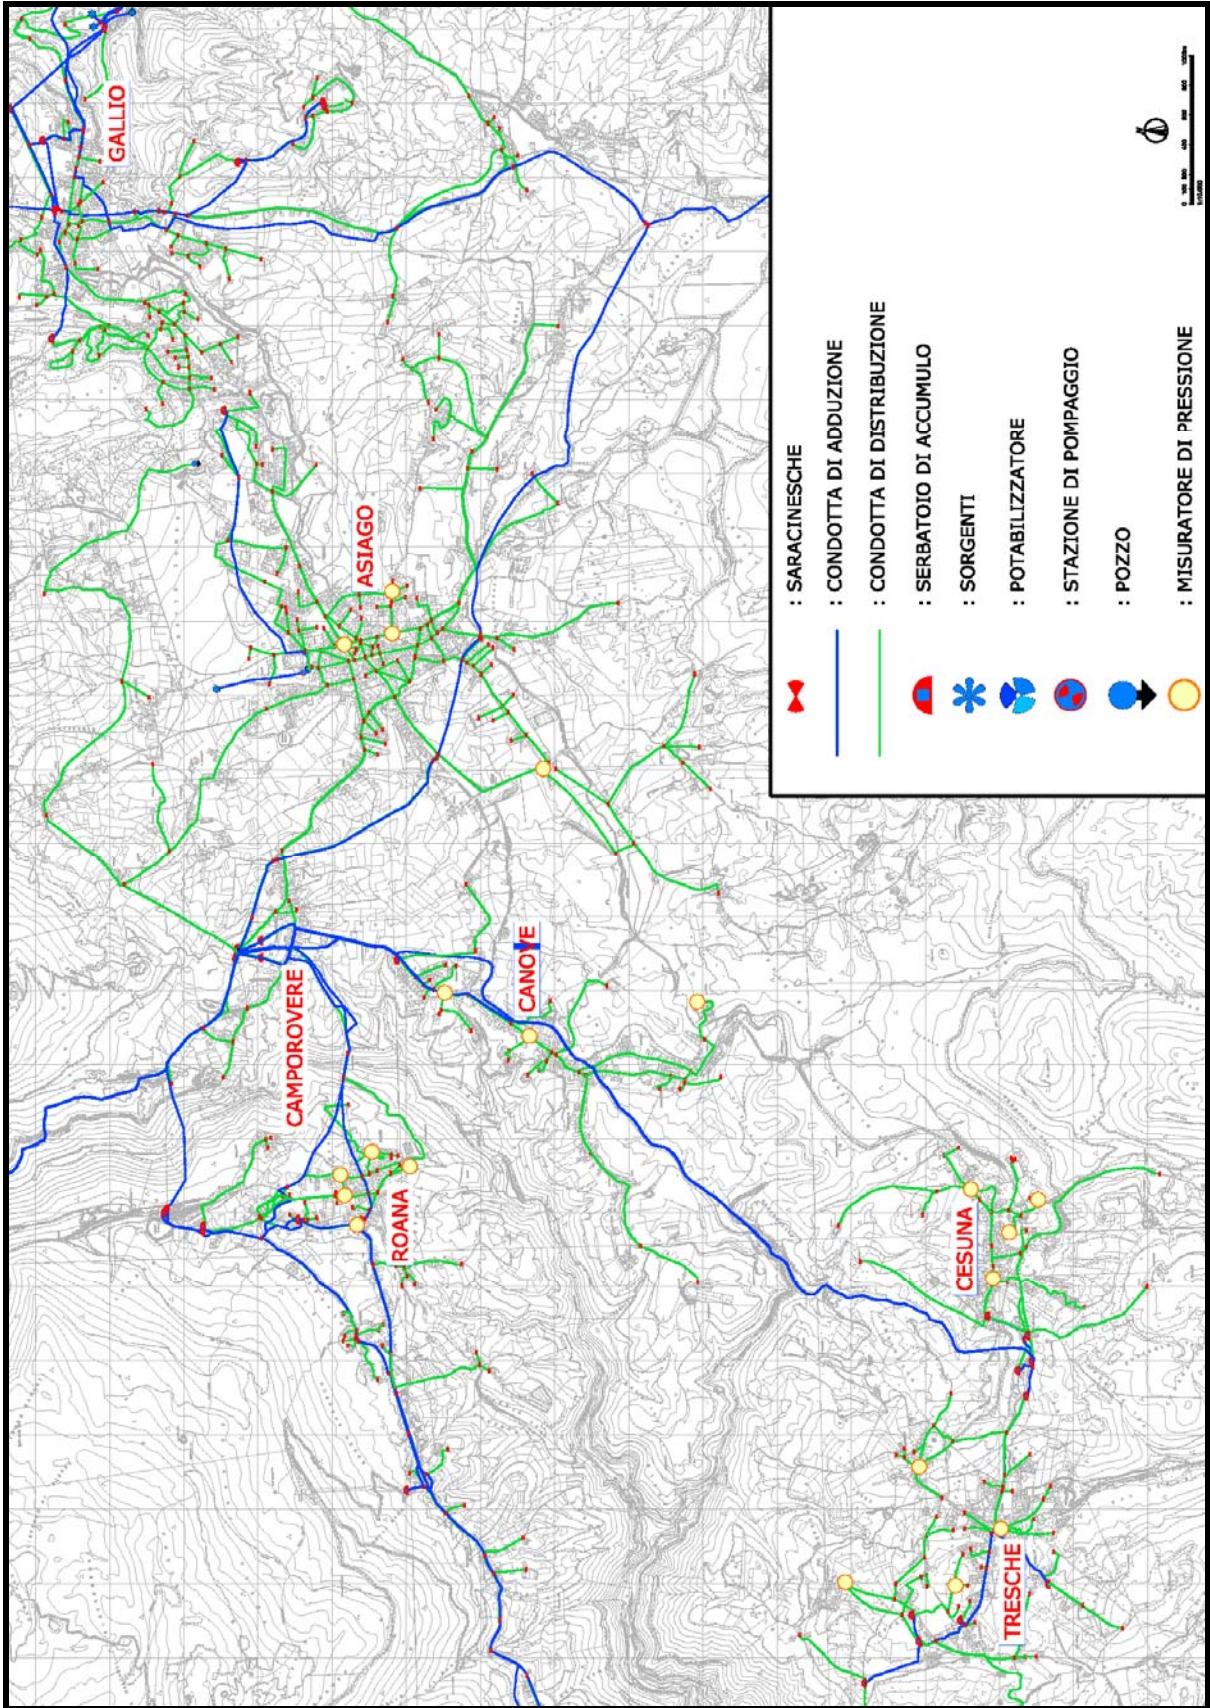 GALLIO
ASIAGO
CAMPOROVERE
CANOVE
ROANA
CESUNA
TRESCHE
: SARACINESCHE
: CONDOTTA DI ADDUZIONE
: CONDOTTA DI DISTRIBUZIONE
: SERBATOIO DI ACCUMULO
: SORGENTI
: POTABILIZZATORE
: STAZIONE DI POMPAGGIO
: POZZO
: MISURATORE DI PRESSIONE